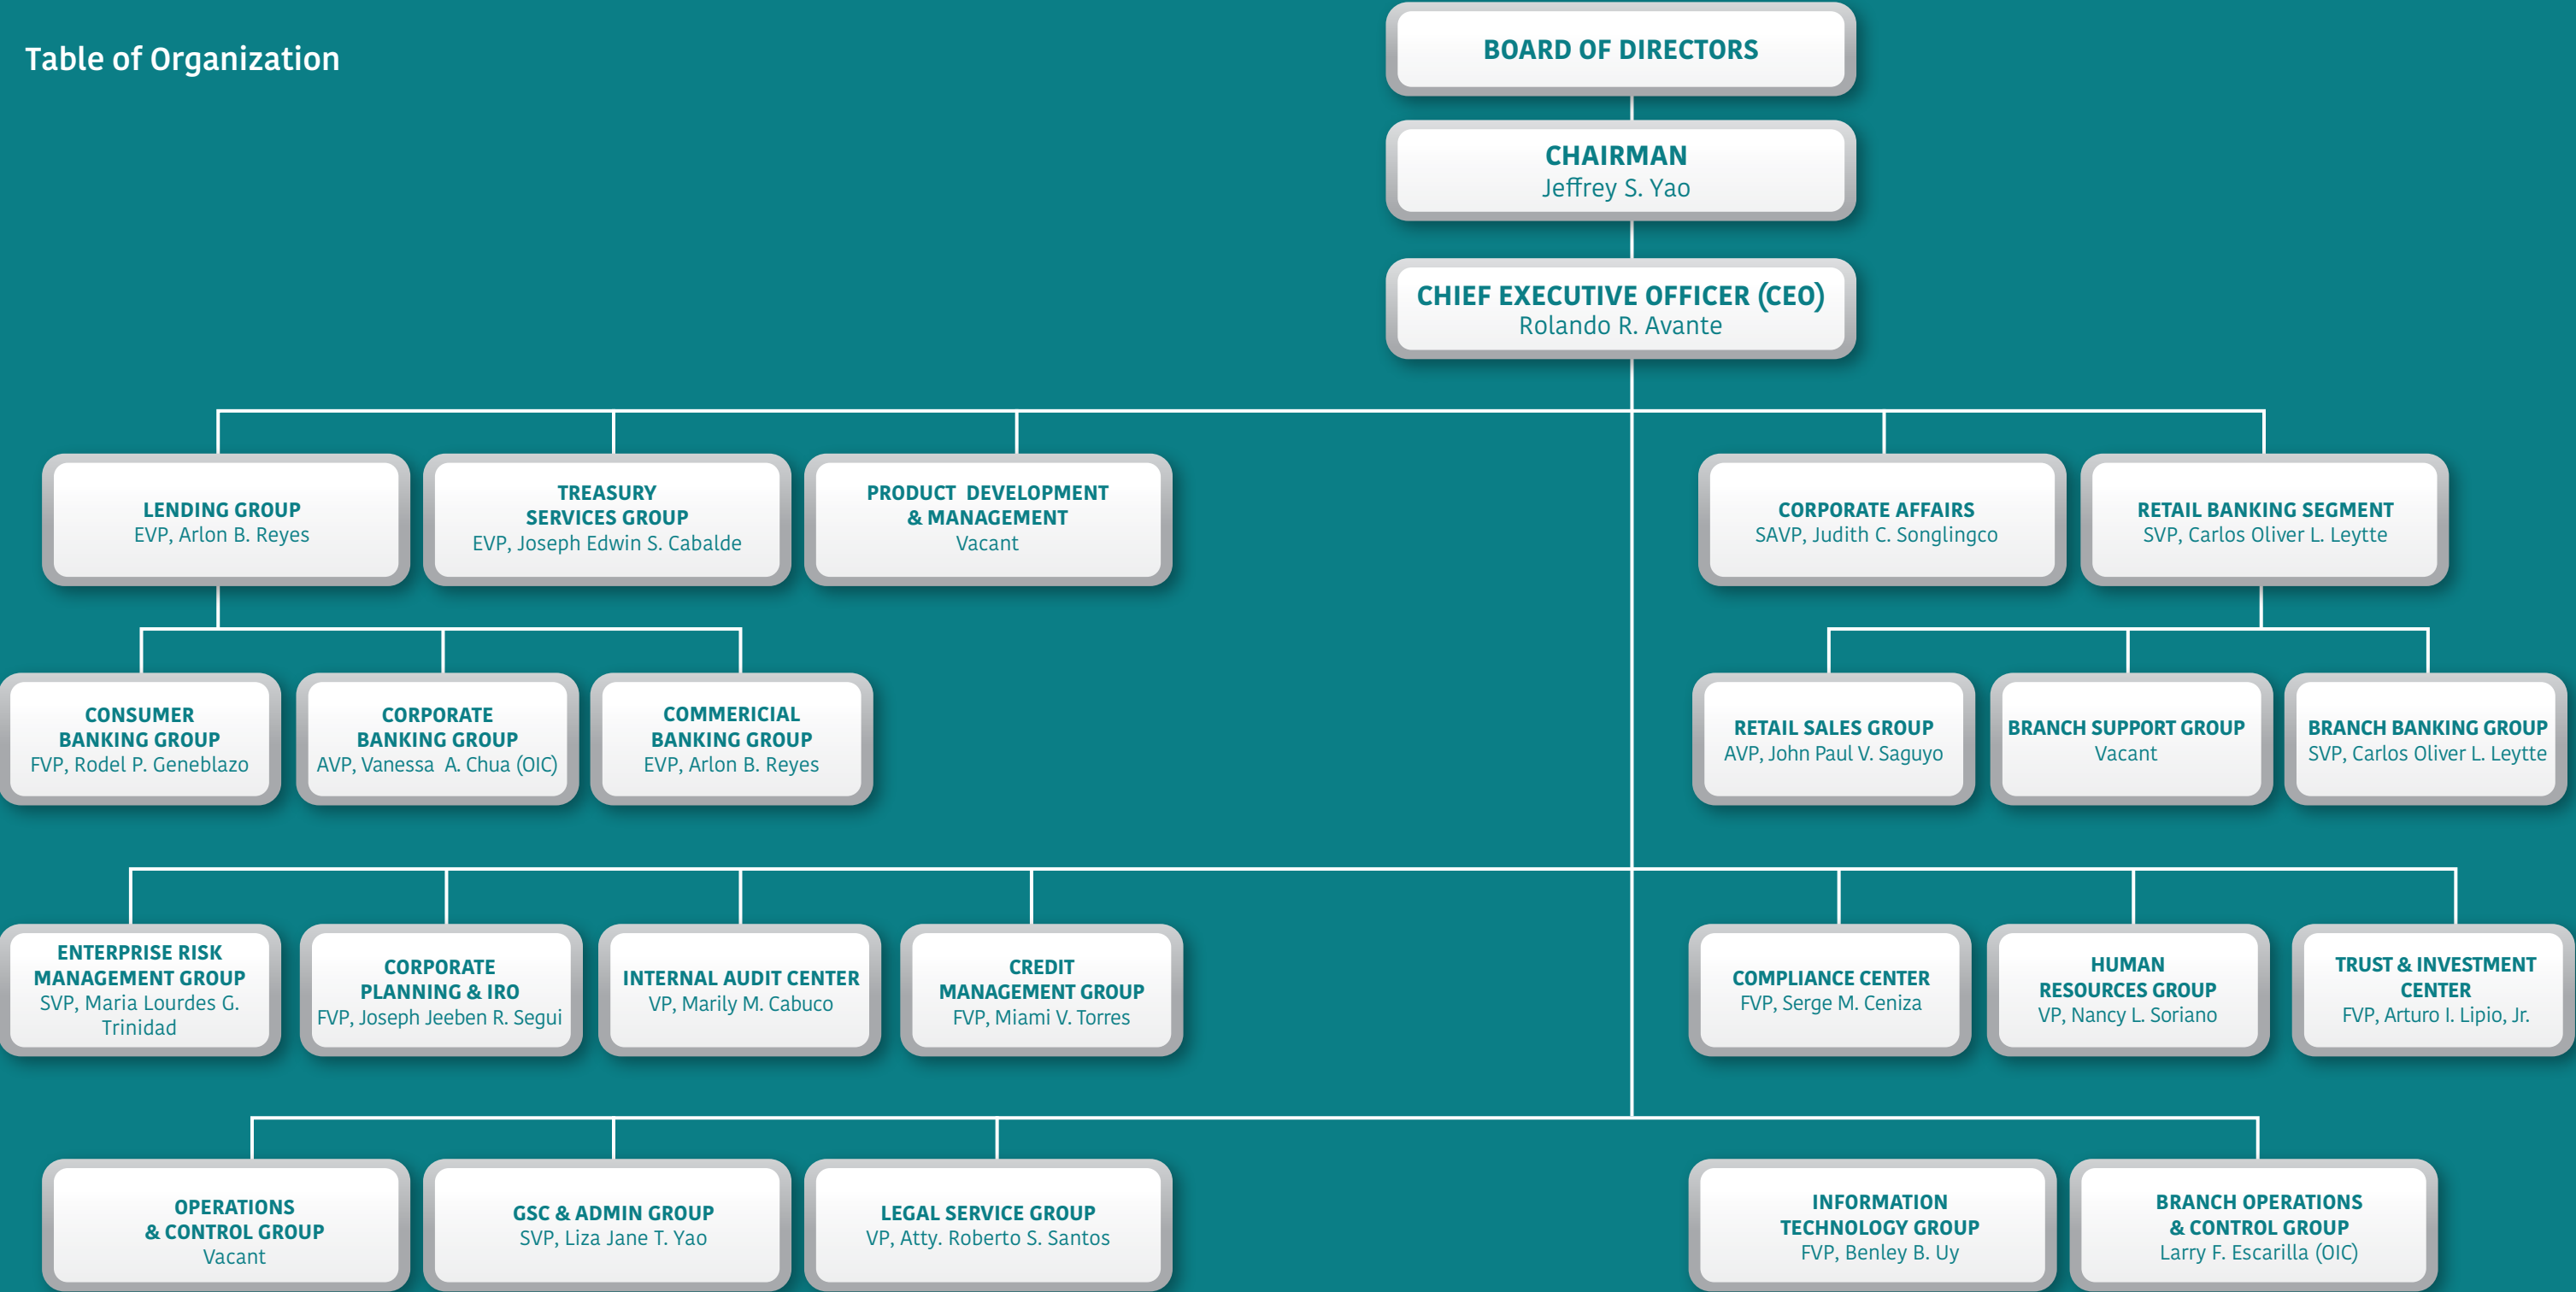 Table of Organization
BOARD OF DIRECTORS
CHAIRMAN
Jeffrey S. Yao
CHIEF EXECUTIVE OFFICER (CEO)
Rolando R. Avante
LENDING GROUP
EVP, Arlon B. Reyes
TREASURY
SERVICES GROUP
EVP, Joseph Edwin S. Cabalde
PRODUCT DEVELOPMENT
& MANAGEMENT
Vacant
CORPORATE AFFAIRS
SAVP, Judith C. Songlingco
RETAIL BANKING SEGMENT
SVP, Carlos Oliver L. Leytte
CONSUMER
BANKING GROUP
FVP, Rodel P. Geneblazo
CORPORATE
BANKING GROUP
AVP, Vanessa A. Chua (OIC)
COMMERICIAL
BANKING GROUP
EVP, Arlon B. Reyes
RETAIL SALES GROUP
AVP, John Paul V. Saguyo
BRANCH SUPPORT GROUP
Vacant
BRANCH BANKING GROUP
SVP, Carlos Oliver L. Leytte
ENTERPRISE RISK
MANAGEMENT GROUP
SVP, Maria Lourdes G.
Trinidad
CORPORATE
PLANNING & IRO
FVP, Joseph Jeeben R. Segui
INTERNAL AUDIT CENTER
VP, Marily M. Cabuco
CREDIT
MANAGEMENT GROUP
FVP, Miami V. Torres
COMPLIANCE CENTER
FVP, Serge M. Ceniza
HUMAN
RESOURCES GROUP
VP, Nancy L. Soriano
TRUST & INVESTMENT
CENTER
FVP, Arturo I. Lipio, Jr.
OPERATIONS
& CONTROL GROUP
Vacant
GSC & ADMIN GROUP
SVP, Liza Jane T. Yao
LEGAL SERVICE GROUP
VP, Atty. Roberto S. Santos
INFORMATION
TECHNOLOGY GROUP
FVP, Benley B. Uy
BRANCH OPERATIONS
& CONTROL GROUP
Larry F. Escarilla (OIC)